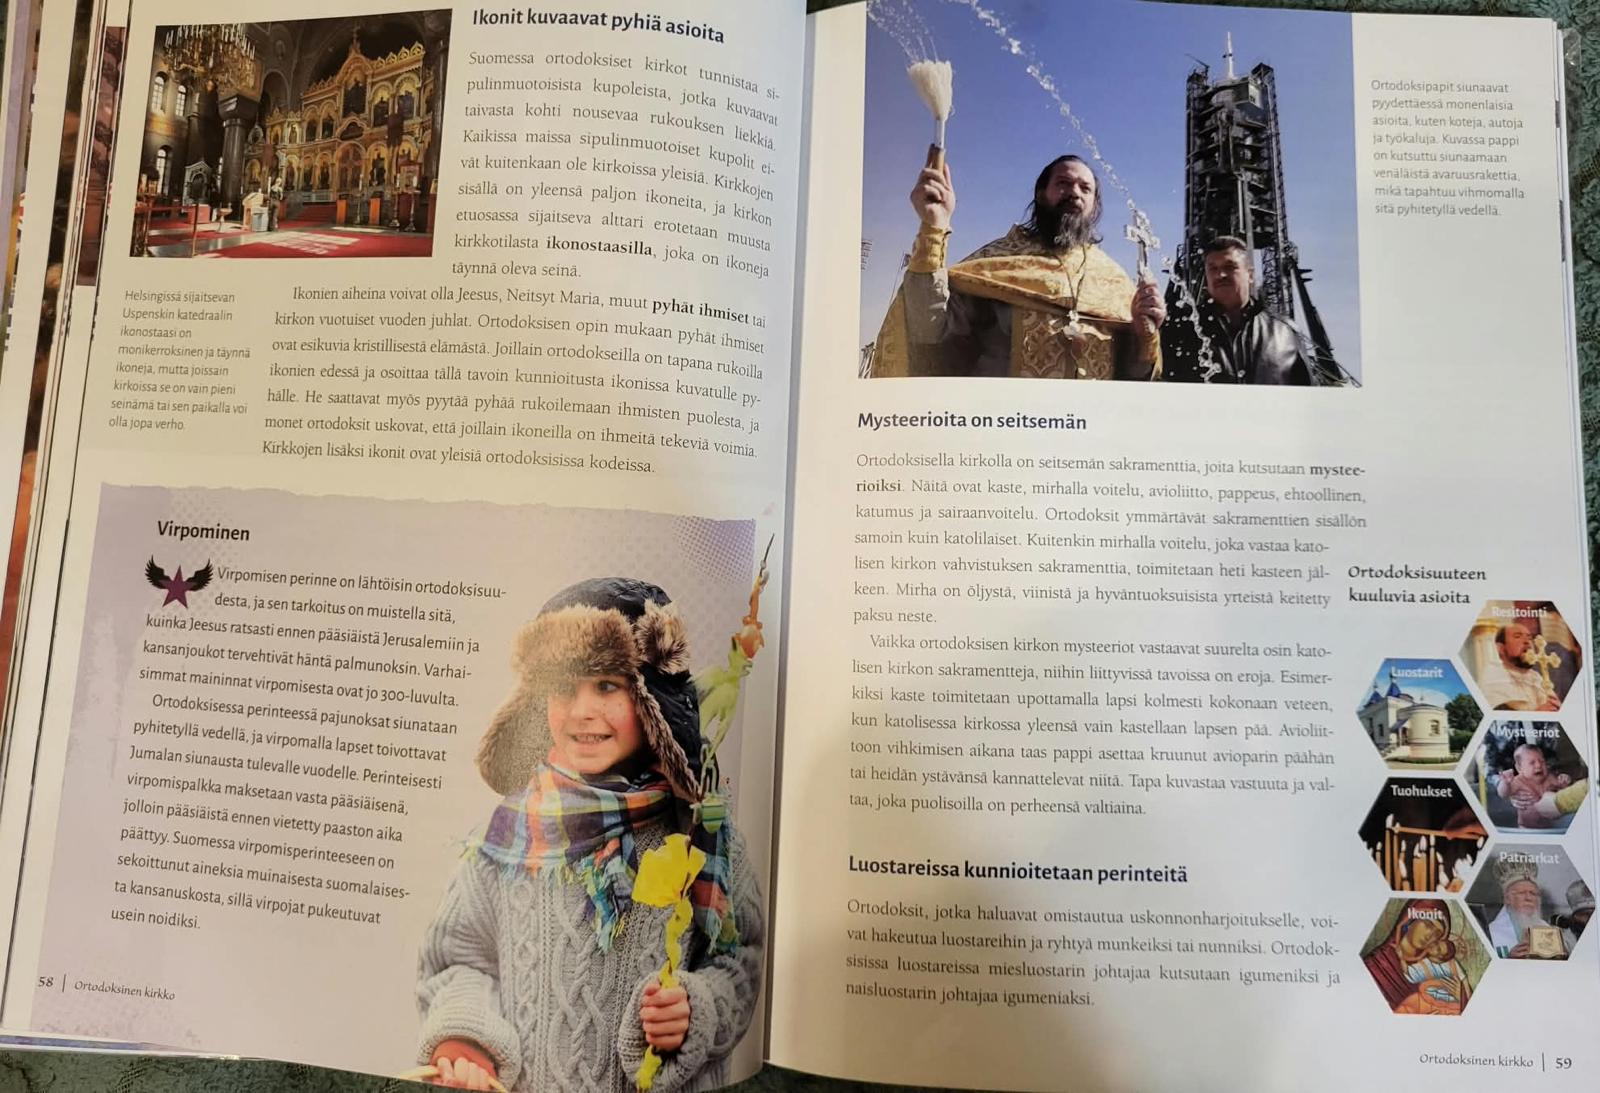 Ikonit kuvaavat pyhiä asioita
Suomessa ortodoksiset kirkot tunnistaa si-
pulinmuotoisista kupoleista, jotka kuvaavat
taivasta kohti nousevaa rukouksen liekkiä.
Kaikissa maissa sipulinmuotoiset kupolit ei-
vät kuitenkaan ole kirkoissa yleisiä. Kirkkojen
sisällä on yleensä paljon ikoneita, ja kirkon
etuosassa sijaitseva alttari erotetaan muusta
kirkkotilasta ikonostaasilla, joka on ikoneja
täynnä oleva seinä.
Helsingissä sijaitsevan
Uspenskin katedraalin
ikonostaasi on
monikerroksinen ja täynnä
ikoneja, mutta joissain
kirkoissa se on vain pieni
seinämä tai sen paikalla voi
olla jopa verho.
Ikonien aiheina voivat olla Jeesus, Neitsyt Maria, muut pyhät ihmiset tai
kirkon vuotuiset vuoden juhlat. Ortodoksisen opin mukaan pyhät ihmiset
ovat esikuvia kristillisestä elämästä. Joillain ortodokseilla on tapana rukoilla
ikonien edessä ja osoittaa tällä tavoin kunnioitusta ikonissa kuvatulle py-
hälle. He saattavat myös pyytää pyhää rukoilemaan ihmisten puolesta, ja
monet ortodoksit uskovat, että joillain ikoneilla on ihmeitä tekeviä voimia.
Kirkkojen lisäksi ikonit ovat yleisiä ortodoksisissa kodeissa.
Virpominen
Virpomisen perinne on lähtöisin ortodoksisuu-
desta, ja sen tarkoitus on muistella sitä,
kuinka Jeesus ratsasti ennen pääsiäistä Jerusalemiin ja
kansanjoukot tervehtivät häntä palmunoksin. Varhai-
simmat maininnat virpomisesta ovat jo 300-luvulta.
Ortodoksisessa perinteessä pajunoksat siunataan
pyhitetyllä vedellä, ja virpomalla lapset toivottavat
Jumalan siunausta tulevalle vuodelle. Perinteisesti
virpomispalkka maksetaan vasta pääsiäisenä,
jolloin pääsiäistä ennen vietetty paaston aika
päättyy. Suomessa virpomisperinteeseen on
sekoittunut aineksia muinaisesta suomalaises-
ta kansanuskosta, sillä virpojat pukeutuvat
usein noidiksi.
58 | Ortodoksinen kirkko
Ortodoksipapit siunaavat
pyydettäessä monenlaisia
asioita, kuten koteja, autoja
ja työkaluja. Kuvassa pappi
on kutsuttu siunaamaan
venäläistä avaruusrakettia,
mikä tapahtuu vihmomalla
sitä pyhitetyllä vedellä.
Mysteerioita on seitsemän
Ortodoksisella kirkolla on seitsemän sakramenttia, joita kutsutaan mystee-
rioiksi. Näitä ovat kaste, mirhalla voitelu, avioliitto, pappeus, ehtoollinen,
katumus ja sairaanvoitelu. Ortodoksit ymmärtävät sakramenttien sisällön
samoin kuin katolilaiset. Kuitenkin mirhalla voitelu, joka vastaa kato-
lisen kirkon vahvistuksen sakramenttia, toimitetaan heti kasteen jäl-
keen. Mirha on öljystä, viinistä ja hyväntuoksuisista yrteistä keitetty
paksu neste.
Vaikka ortodoksisen kirkon mysteeriot vastaavat suurelta osin kato-
lisen kirkon sakramentteja, niihin liittyvissä tavoissa on eroja. Esimer-
kiksi kaste toimitetaan upottamalla lapsi kolmesti kokonaan veteen,
kun katolisessa kirkossa yleensä vain kastellaan lapsen pää. Avioliit-
toon vihkimisen aikana taas pappi asettaa kruunut avioparin päähän
tai heidän ystävänsä kannattelevat niitä. Tapa kuvastaa vastuuta ja val-
taa, joka puolisoilla on perheensä valtiaina.
Luostareissa kunnioitetaan perinteitä
Ortodoksit, jotka haluavat omistautua uskonnonharjoitukselle, voi-
vat hakeutua luostareihin ja ryhtyä munkeiksi tai nunniksi. Ortodok-
sisissa luostareissa miesluostarin johtajaa kutsutaan igumeniksi ja
naisluostarin johtajaa igumeniaksi.
Ortodoksisuuteen
kuuluvia asioita
Resitointi
Luostarit
Mysteeriot
Tuohukset
Patriarkat
Ikonit
Ortodoksinen kirkko | 59